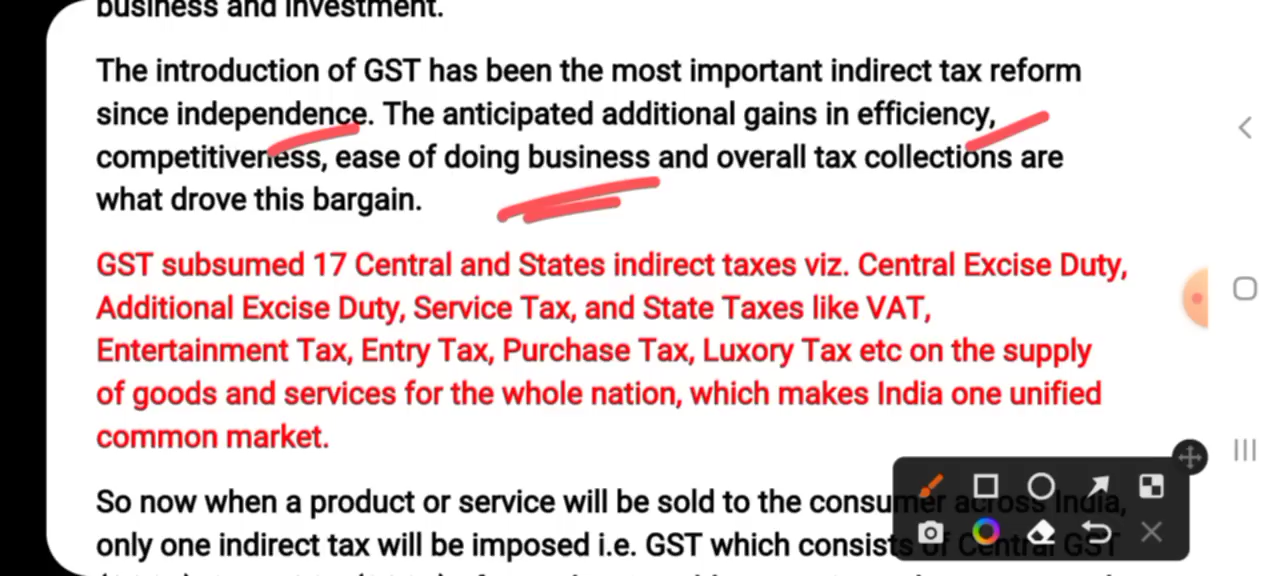 business and investment.
The introduction of GST has been the most important indirect tax reform
since independence. The anticipated additional gains in efficiency,
competitiveness, ease of doing business and overall tax collections are
what drove this bargain.
GST subsumed 17 Central and States indirect taxes viz. Central Excise Duty,
Additional Excise Duty, Service Tax, and State Taxes like VAT,
Entertainment Tax, Entry Tax, Purchase Tax, Luxory Tax etc on the supply
of goods and services for the whole nation, which makes India one unified
common market.
So now when a product or service will be sold to the consumer across India,
only one indirect tax will be imposed i.e. GST which consists of Central GST